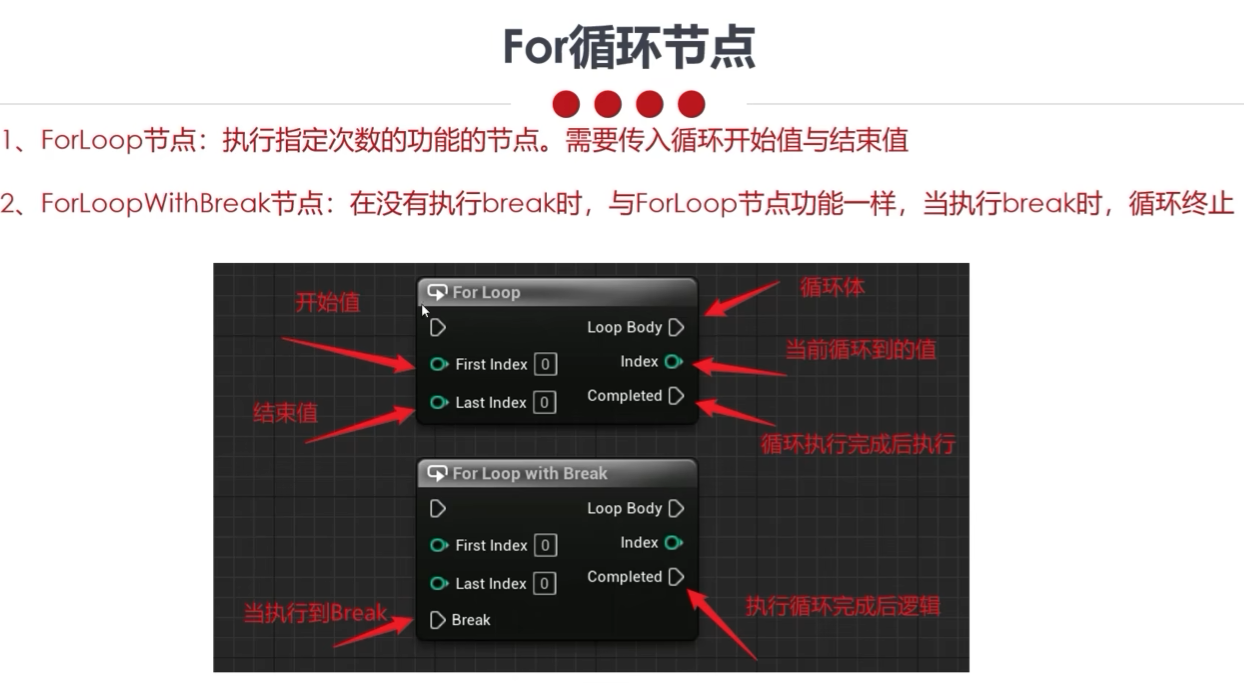 For循环节点
1、ForLoop节点：执行指定次数的功能的节点。需要传入循环开始值与结束值
2、ForLoopWithBreak节点：在没有执行break时，与ForLoop节点功能一样，当执行break时，循环终止
开始值
For Loop
循环体
Loop Body
当前循环到的值
First Index 0
Index
结束值
Last Index 0
Completed
循环执行完成后执行
For Loop with Break
Loop Body
First Index 0
Index
Last Index 0
Completed
当执行到Break
Break
执行循环完成后逻辑